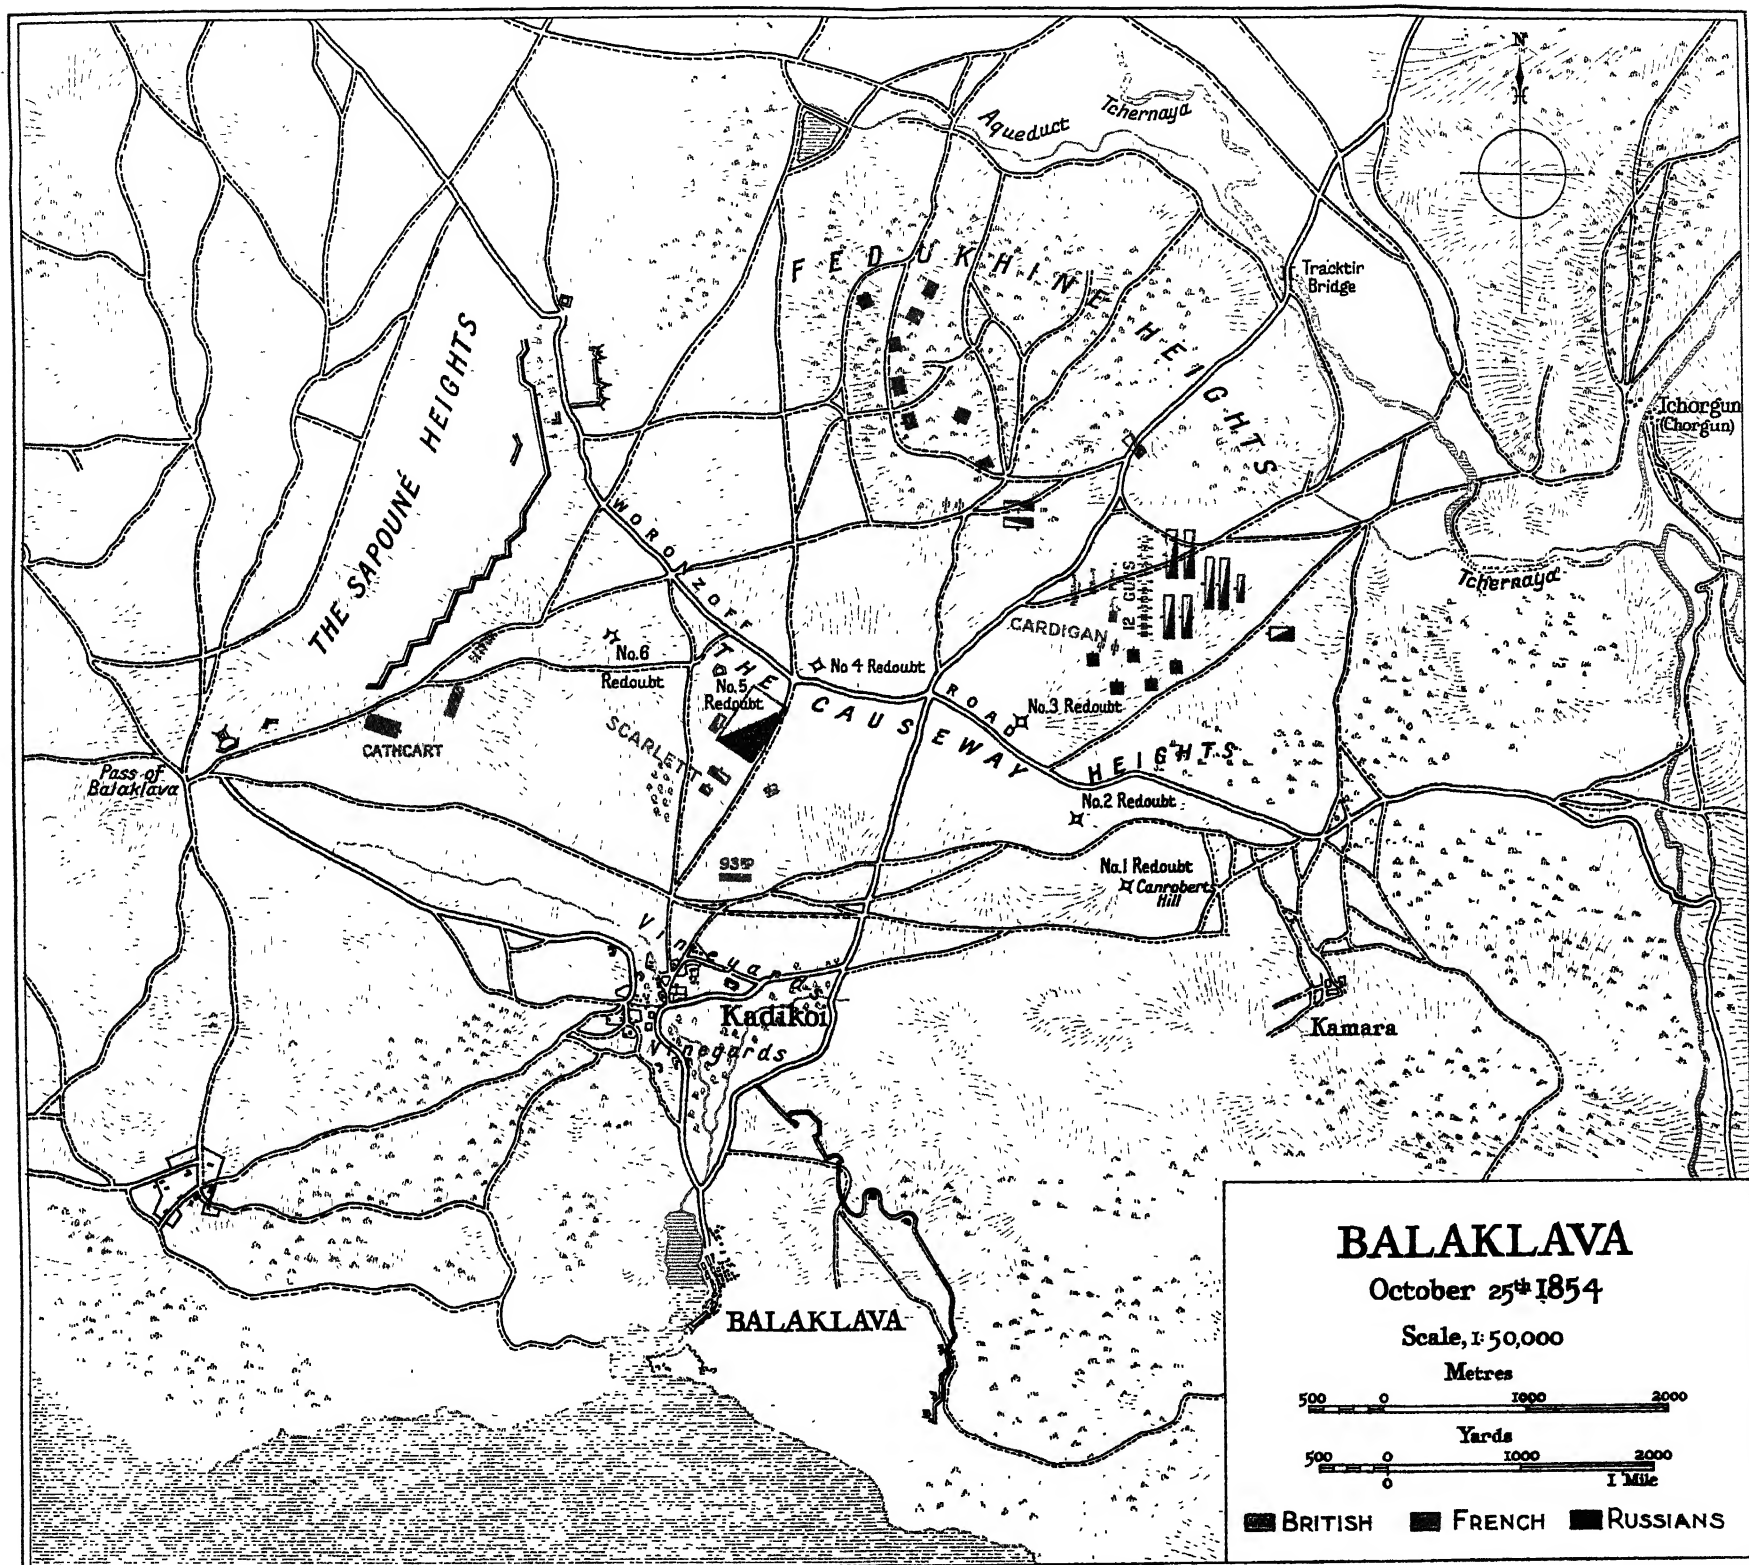 N
Aqueduct
Tchernaya
FEDUKHINE HEIGHTS
Tracktir
Bridge
THE SAPOUNÉ HEIGHTS
Tchorgun
(Chorgun)
WORONZOFF ROAD
12 GUNS
Tchernaya
CARDIGAN
No.6
Redoubt
No.5
Redoubt
No 4 Redoubt
No.3 Redoubt
THE CAUSEWAY HEIGHTS
CATHCART
SCARLETT
Pass of
Balaklava
No.2 Redoubt
93RD
No.1 Redoubt
Canrobert's
Hill
Vineyards
Kadikoi
Vinegards
Kamara
BALAKLAVA
BALAKLAVA
October 25th 1854
Scale, 1:50,000
Metres
500 0 1000 2000
Yards
500 0 1000 2000
0 1 Mile
BRITISH FRENCH RUSSIANS